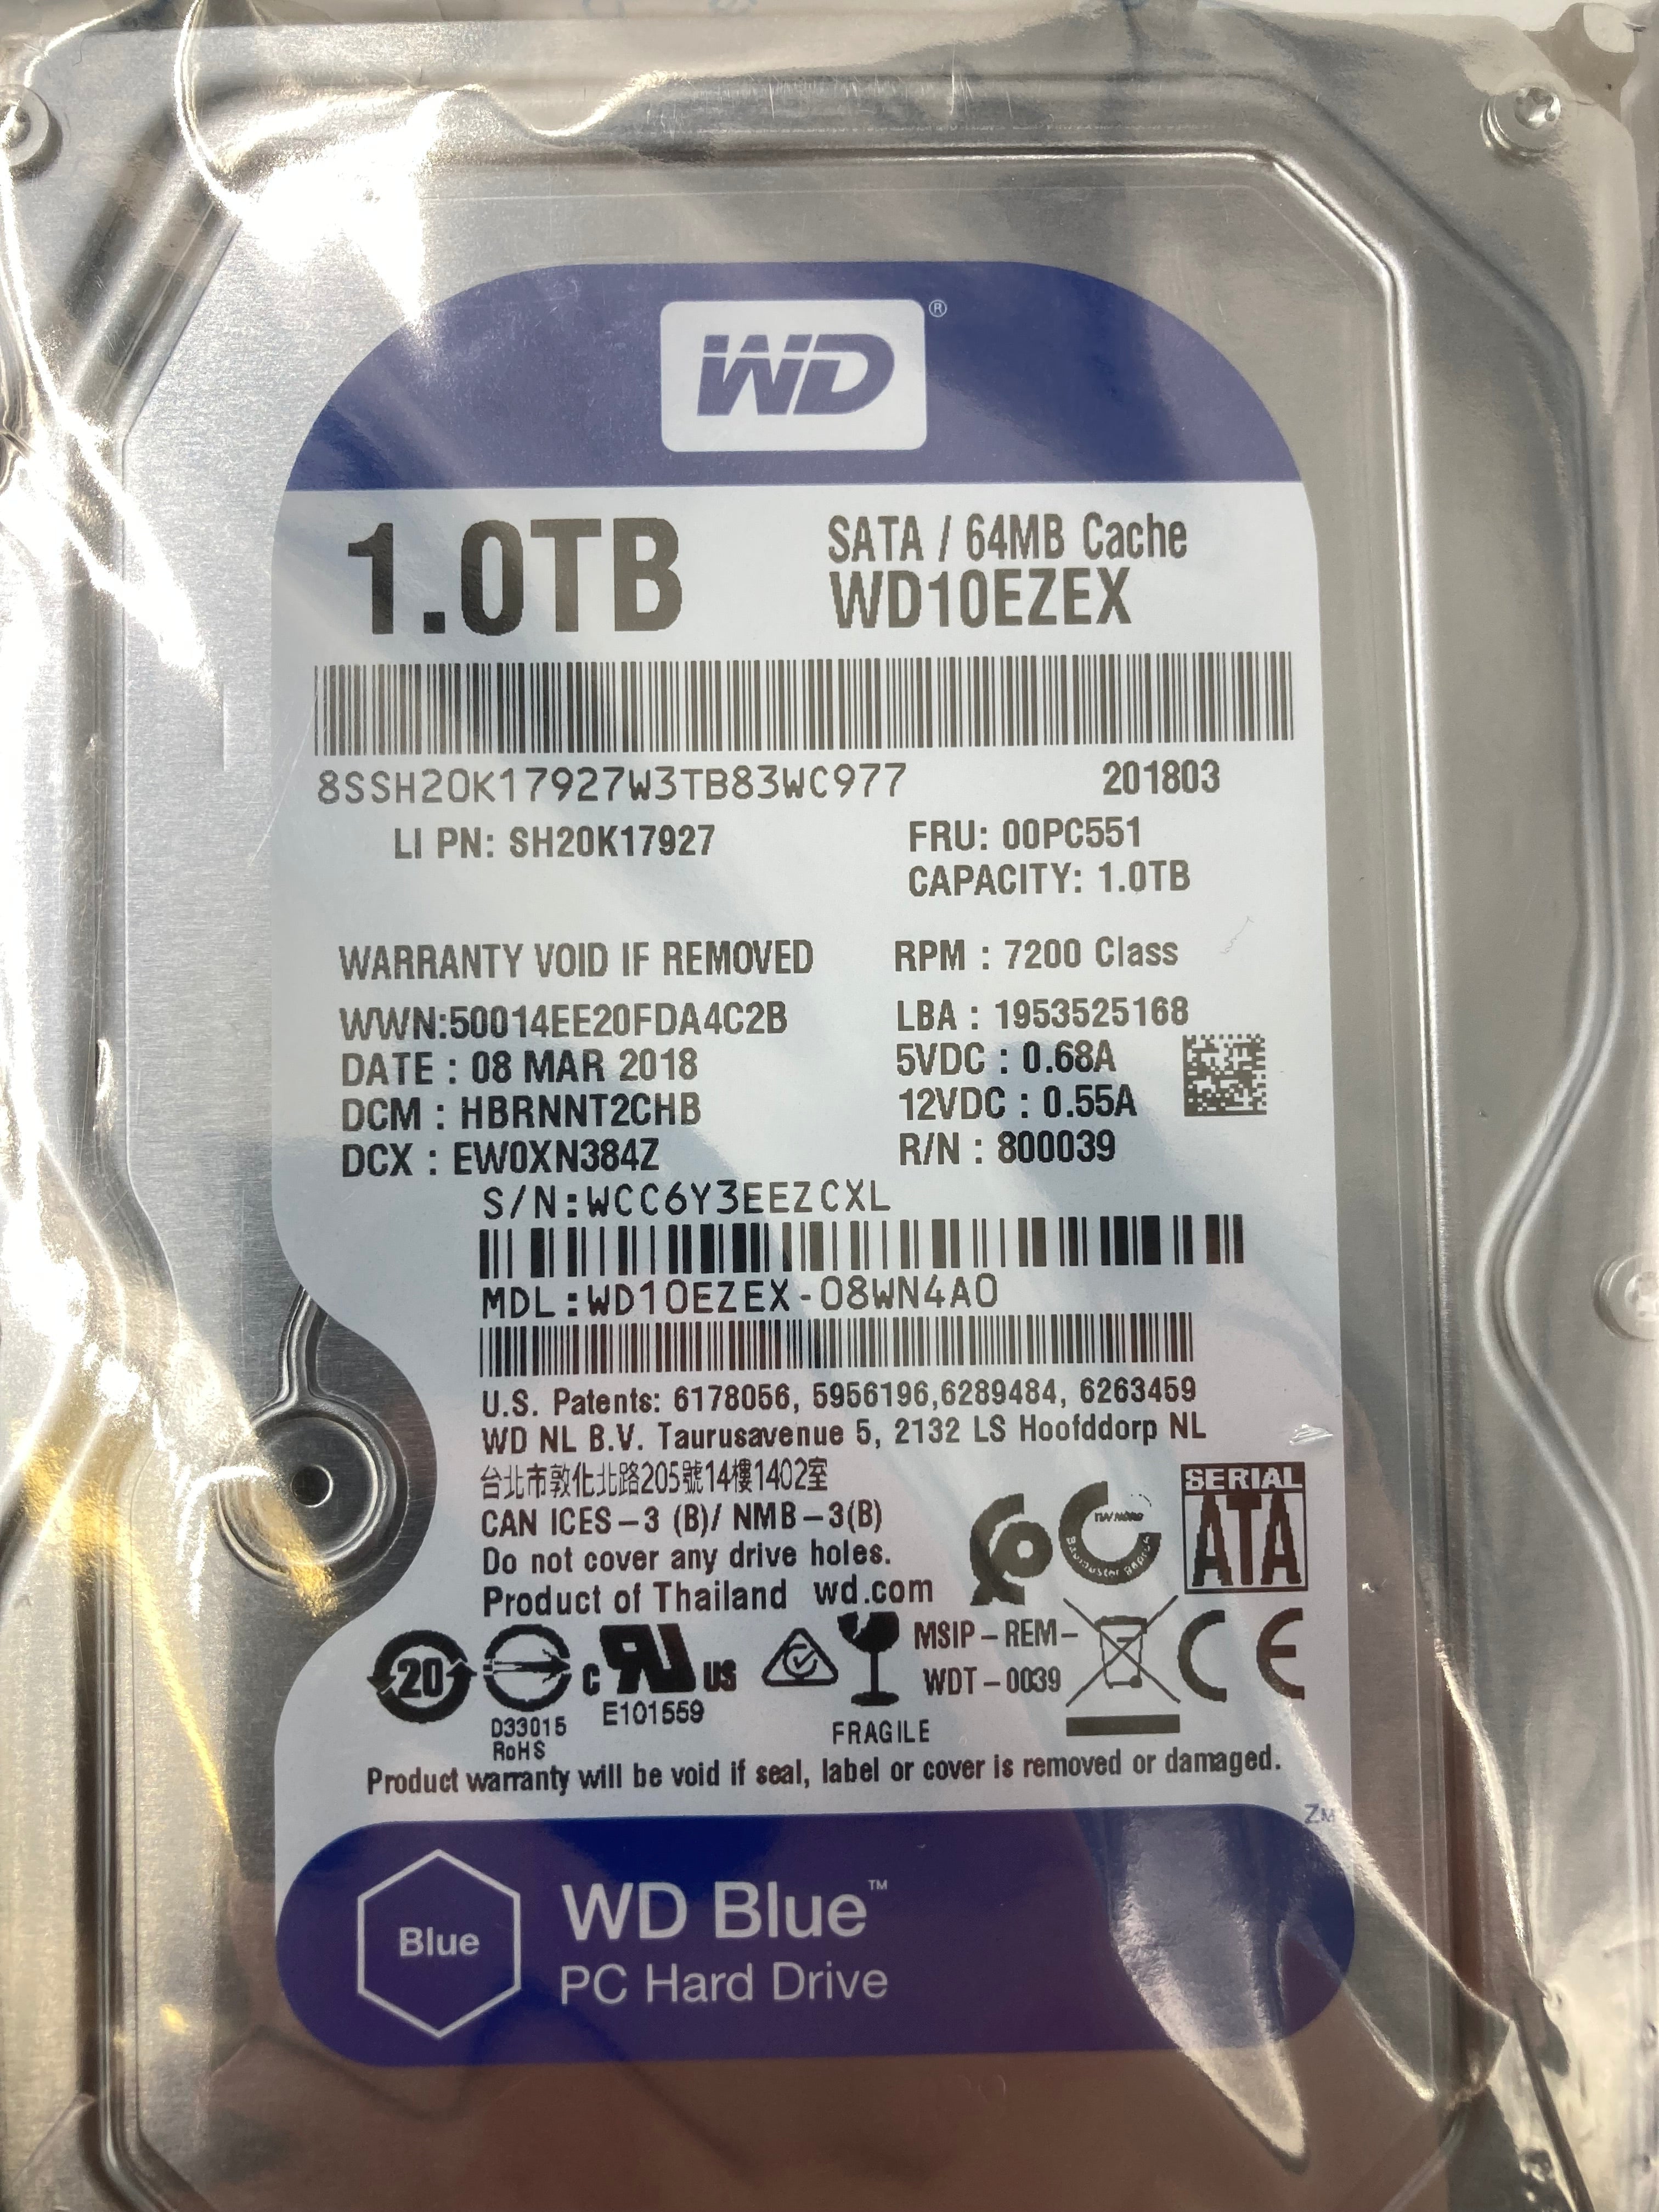 WD®
1.0TB SATA / 64MB Cache
WD10EZEX
8SSH20K17927W3TB83WC977 201803
LI PN: SH20K17927 FRU: 00PC551
CAPACITY: 1.0TB
WARRANTY VOID IF REMOVED RPM : 7200 Class
WWN:50014EE20FDA4C2B LBA : 1953525168
DATE : 08 MAR 2018 5VDC : 0.68A
DCM : HBRNNT2CHB 12VDC : 0.55A
DCX : EW0XN384Z R/N : 800039
S/N:WCC6Y3EEZCXL
MDL:WD10EZEX-08WN4A0
U.S. Patents: 6178056, 5956196,6289484, 6263459
WD NL B.V. Taurusavenue 5, 2132 LS Hoofddorp NL
台北市敦化北路205號14樓1402室
CAN ICES-3 (B)/ NMB-3(B)
Do not cover any drive holes.
Product of Thailand wd.com
SERIAL
ATA
20 c RU US MSIP-REM-
WDT-0039 CE
D33015 E101559
RoHS FRAGILE
Product warranty will be void if seal, label or cover is removed or damaged.
ZM
Blue WD Blue™
PC Hard Drive